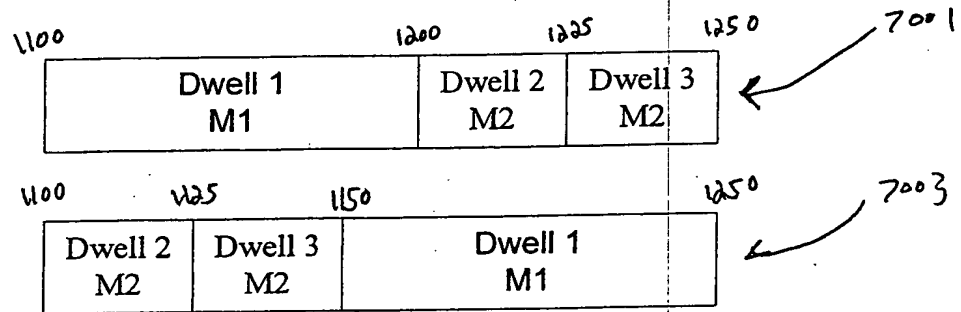 1100 1200 1225 1250 7001
Dwell 1 Dwell 2 Dwell 3
M1 M2 M2
1100 1125 1150 1250 7003
Dwell 2 Dwell 3 Dwell 1
M2 M2 M1